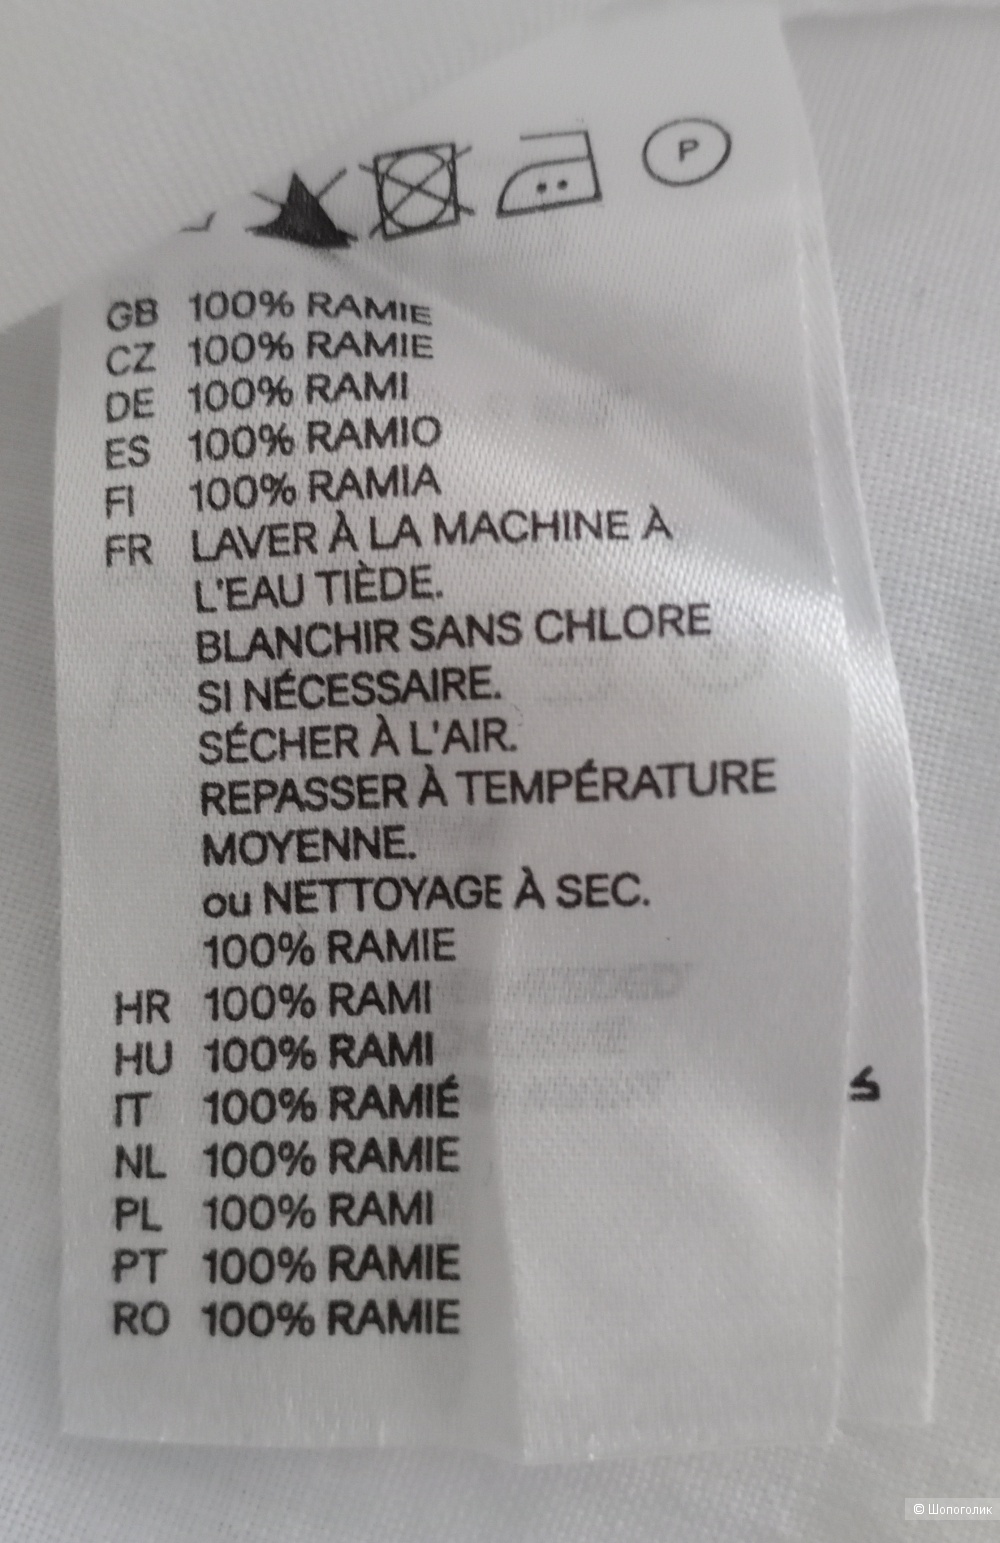 P
GB 100% RAMIE
CZ 100% RAMIE
DE 100% RAMI
ES 100% RAMIO
FI 100% RAMIA
FR LAVER À LA MACHINE À
L'EAU TIÈDE.
BLANCHIR SANS CHLORE
SI NÉCESSAIRE.
SÉCHER À L'AIR.
REPASSER À TEMPÉRATURE
MOYENNE.
ou NETTOYAGE À SEC.
100% RAMIE
HR 100% RAMI
HU 100% RAMI
IT 100% RAMIÉ
NL 100% RAMIE
PL 100% RAMI
PT 100% RAMIE
RO 100% RAMIE
© Шопоголик